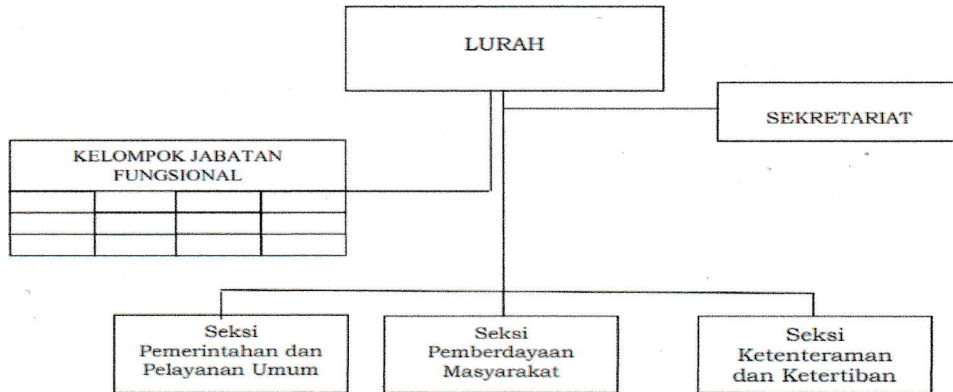 LURAH
SEKRETARIAT
KELOMPOK JABATAN
FUNGSIONAL
Seksi
Pemerintahan dan
Pelayanan Umum
Seksi
Pemberdayaan
Masyarakat
Seksi
Ketenteraman
dan Ketertiban